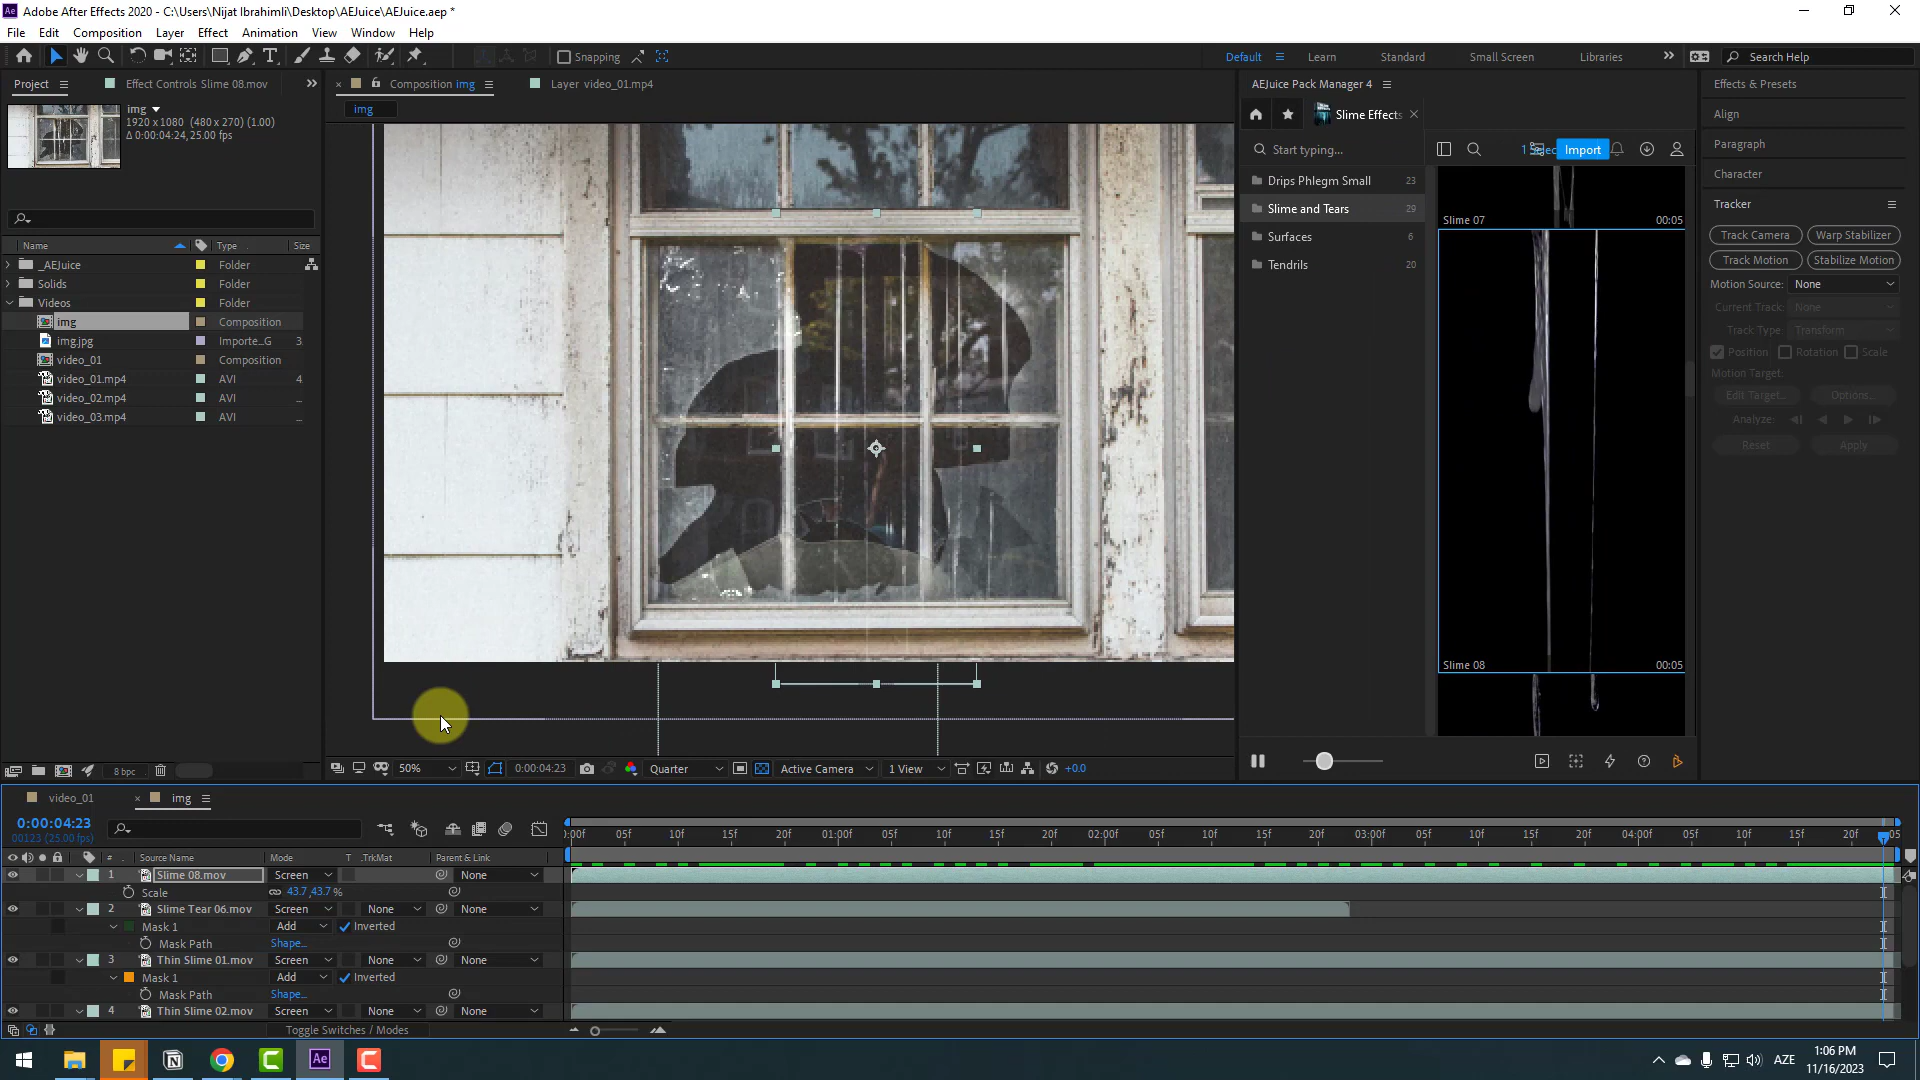 Adobe After Effects 2020 - C:\Users\Nijat Ibrahimli\Desktop\AEJuice\AEJuice.aep *
File Edit Composition Layer Effect Animation View Window Help
Snapping
Default Learn Standard Small Screen Libraries Search Help
Project Effect Controls Slime 08.mov
Composition img Layer video_01.mp4
AEJuice Pack Manager 4
Effects & Presets
img
1920 x 1080 (480 x 270) (1.00)
Δ 0:00:04:24, 25.00 fps
img
Slime Effects
Align
Start typing...
Import
Paragraph
Character
Tracker
Drips Phlegm Small 23
Slime and Tears 29
Surfaces 6
Tendrils 20
Slime 07 00:05
Slime 08 00:05
Track Camera Warp Stabilizer
Track Motion Stabilize Motion
Motion Source: None
Current Track: None
Track Type: Transform
Position Rotation Scale
Motion Target:
Edit Target... Options...
Analyze:
Reset Apply
Name Type Size
_AEJuice Folder
Solids Folder
Videos Folder
img Composition
img.jpg Importe_G 3
video_01 Composition
video_01.mp4 AVI 4
video_02.mp4 AVI ...
video_03.mp4 AVI ...
8 bpc
50% 0:00:04:23 Quarter Active Camera 1 View +0.0
video_01 img
0:00:04:23
00123 (25.00 fps)
:00f 05f 10f 15f 20f 01:00f 05f 10f 15f 20f 02:00f 05f 10f 15f 20f 03:00f 05f 10f 15f 20f 04:00f 05f 10f 15f 20f 05
# Source Name Mode T .TrkMat Parent & Link
1 Slime 08.mov Screen None
Scale 43.7,43.7 %
2 Slime Tear 06.mov Screen None None
Mask 1 Add Inverted
Mask Path Shape...
3 Thin Slime 01.mov Screen None None
Mask 1 Add Inverted
Mask Path Shape...
4 Thin Slime 02.mov Screen None None
Toggle Switches / Modes
AZE
1:06 PM
11/16/2023